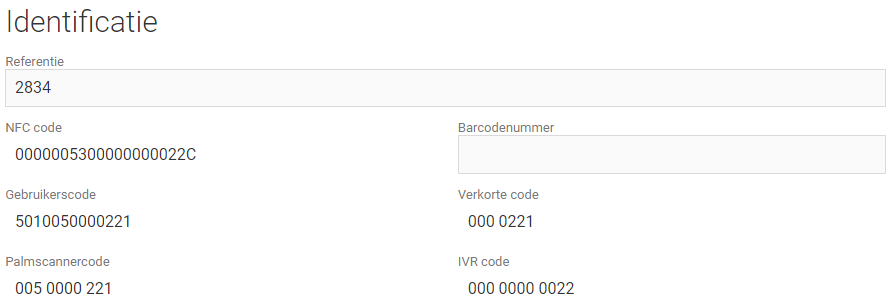 Identificatie
Referentie
2834
NFC code
0000005300000000022C
Barcodenummer
Gebruikerscode
5010050000221
Verkorte code
000 0221
Palmscannercode
005 0000 221
IVR code
000 0000 0022